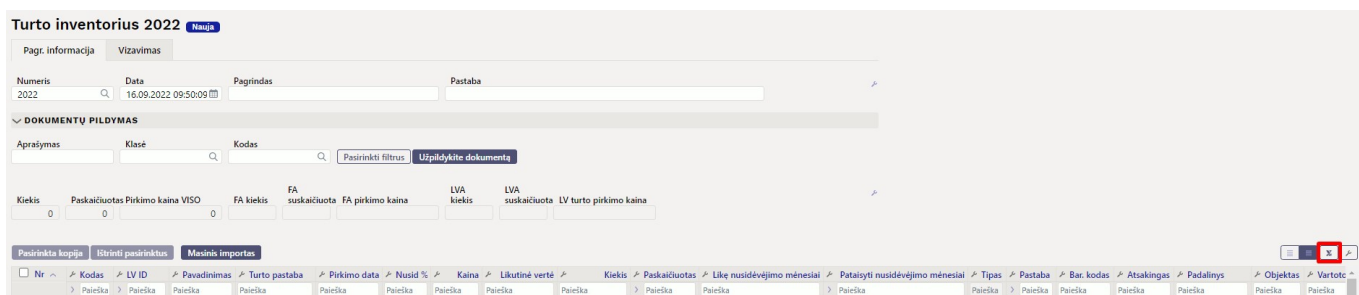 Turto inventorius 2022 Nauja
Pagr. informacija Vizavimas
Numeris Data Pagrindas Pastaba
2022 16.09.2022 09:50:09
DOKUMENTŲ PILDYMAS
Aprašymas Klasė Kodas
Pasirinkti filtrus Užpildykite dokumentą
Kiekis Paskaičiuotas Pirkimo kaina VISO FA kiekis FA suskaičiuota FA pirkimo kaina LVA kiekis LVA suskaičiuota LV turto pirkimo kaina
0 0 0
Pasirinkta kopija Ištrinti pasirinktus Masinis importas Σ
Nr Kodas LV ID Pavadinimas Turto pastaba Pirkimo data Nusid % Kaina Likutinė vertė Kiekis Paskaičiuotas Likę nusidėvėjimo mėnesiai Pataisyti nusidėvėjimo mėnesiai Tipas Pastaba Bar. kodas Atsakingas Padalinys Objektas Vartoto
Paieška Paieška Paieška Paieška Paieška Paieška Paieška Paieška Paieška Paieška Paieška Paieška Paieška Paieška Paieška Paieška Paieška Paieška Paieška